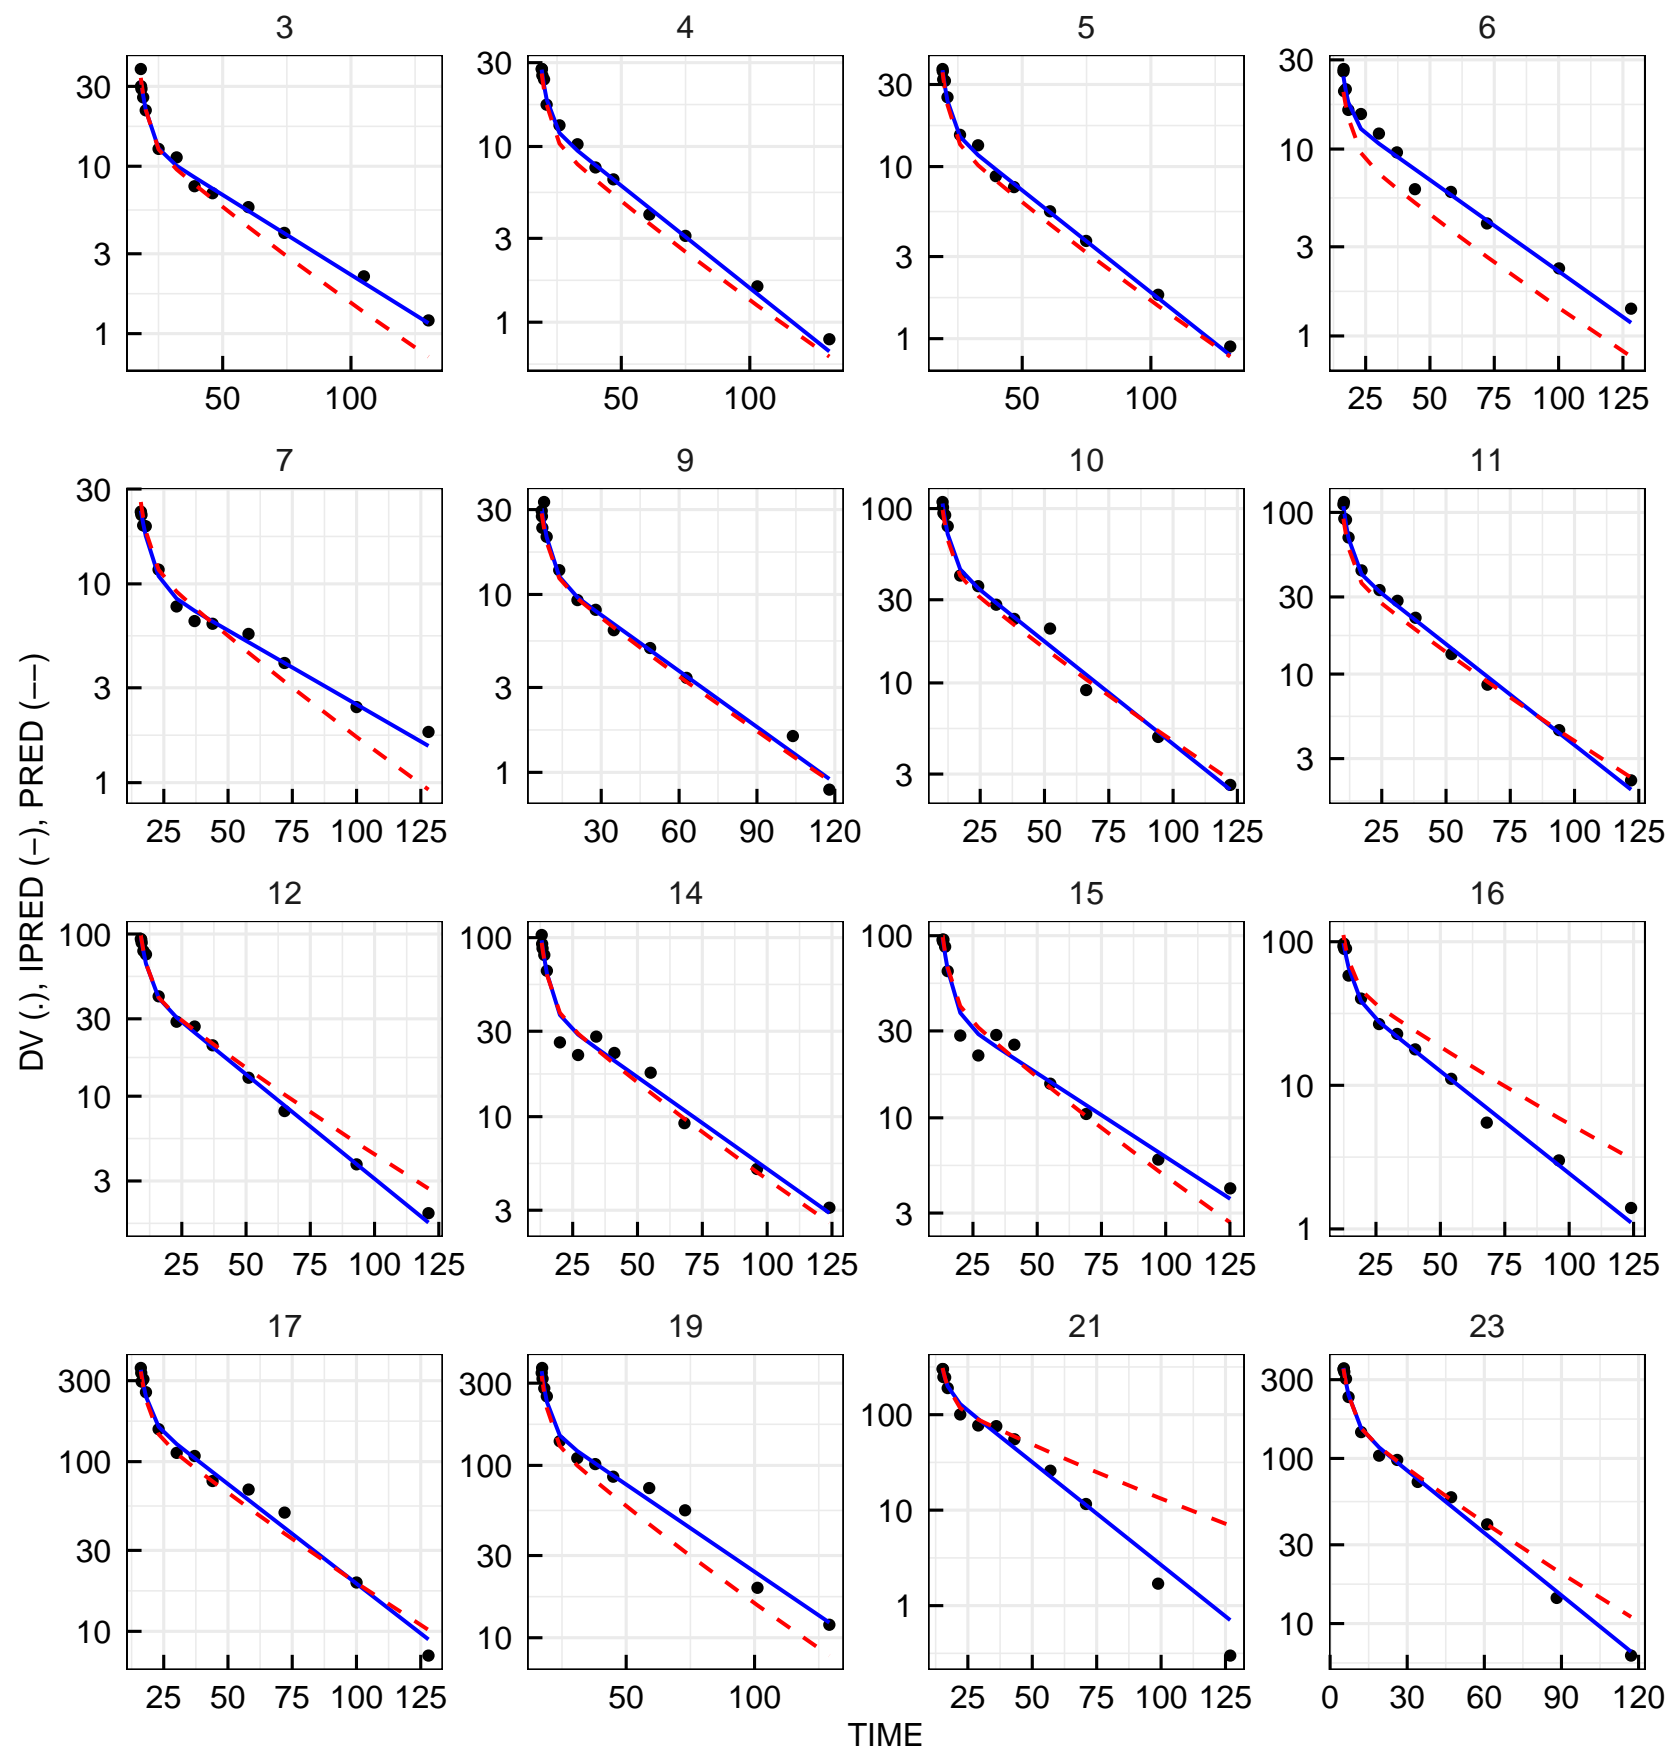 3 4 5 6
30 30 30 30
10 10 10 10
3 3 3 3
1 1 1 1
50 100 50 100 50 100 25 50 75 100 125
7 9 10 11
30 30 100 100
10 10 30 30
3 3 10 10
1 1 3 3
25 50 75 100 125 30 60 90 120 25 50 75 100 125 25 50 75 100 125
12 14 15 16
100 100 100 100
30 30 30 10
10 10 10 1
3 3 3
25 50 75 100 125 25 50 75 100 125 25 50 75 100 125 25 50 75 100 125
17 19 21 23
300 300 100 300
100 100 10 100
30 30 1 30
10 10 10
25 50 75 100 125 50 100 25 50 75 100 125 0 30 60 90 120
DV (.), IPRED (−), PRED (−−)
TIME